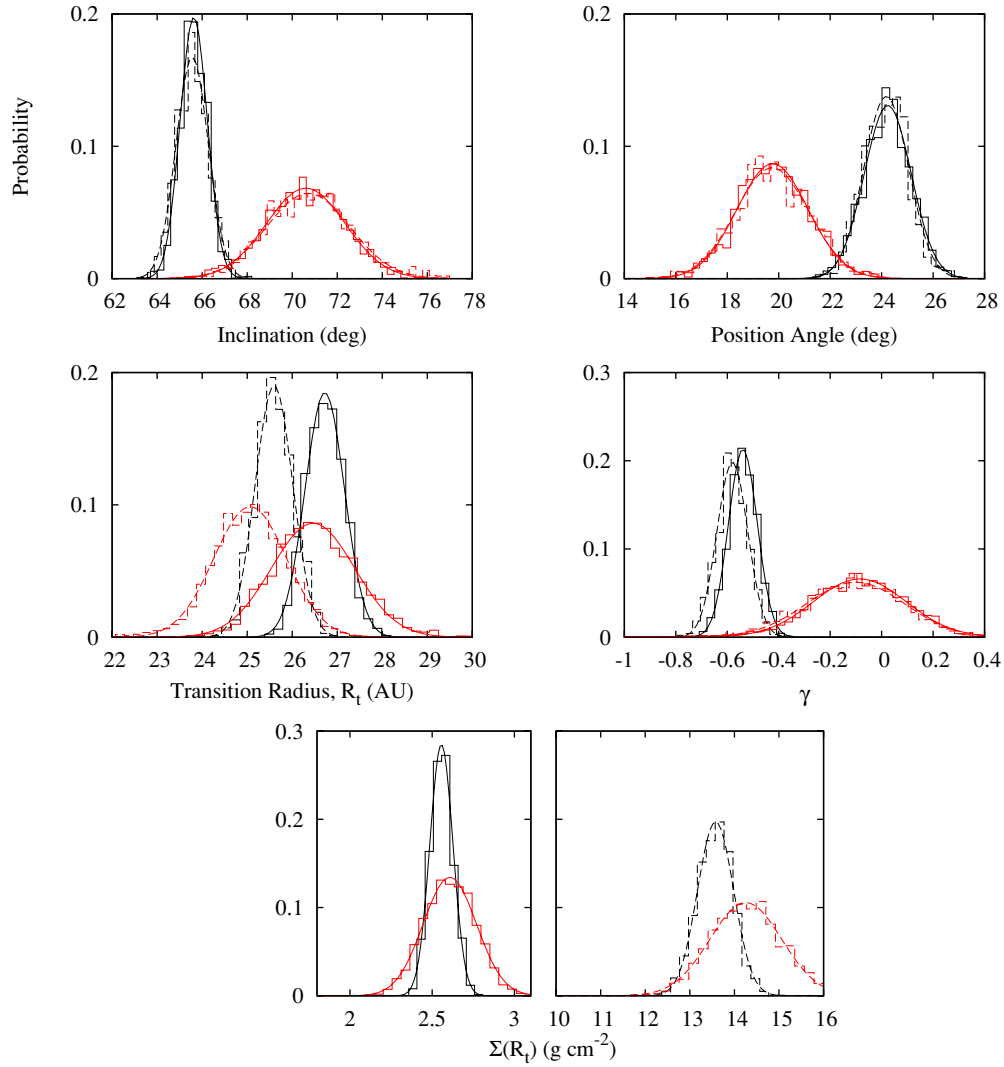 Probability
0.2
0.1
0
62 64 66 68 70 72 74 76 78
Inclination (deg)
0.2
0.1
0
14 16 18 20 22 24 26 28
Position Angle (deg)
0.2
0.1
0
22 23 24 25 26 27 28 29 30
Transition Radius, R_t (AU)
0.3
0.2
0.1
0
-1 -0.8 -0.6 -0.4 -0.2 0 0.2 0.4
γ
0.3
0.2
0.1
0
2 2.5 3
10 11 12 13 14 15 16
Σ(R_t) (g cm^-2)